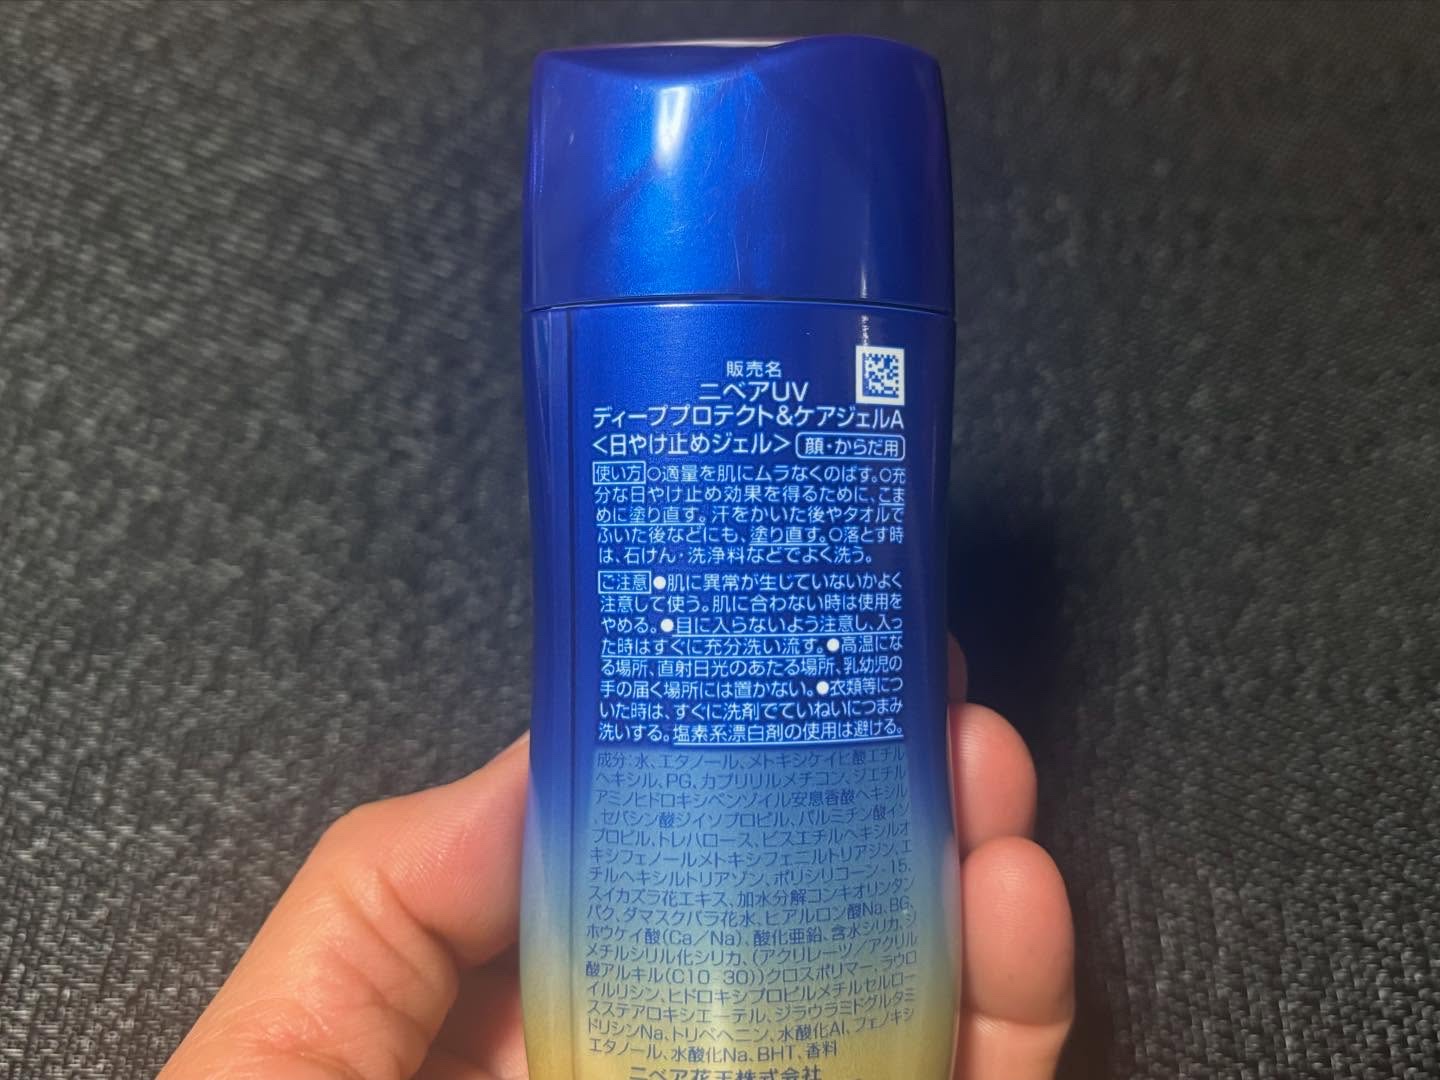 販売名
ニベアUV
ディーププロテクト&ケアジェルA
<日やけ止めジェル> 顔・からだ用
使い方 ○適量を肌にムラなくのばす。○充
分な日やけ止め効果を得るために、こま
めに塗り直す。汗をかいた後やタオルで
ふいた後などにも、塗り直す。○落とす時
は、石けん・洗浄料などでよく洗う。
ご注意 ●肌に異常が生じていないかよく
注意して使う。肌に合わない時は使用を
やめる。●目に入らないよう注意し、入っ
た時はすぐに充分洗い流す。●高温にな
る場所、直射日光のあたる場所、乳幼児の
手の届く場所には置かない。●衣類等につ
いた時は、すぐに洗剤でていねいにつまみ
洗いする。塩素系漂白剤の使用は避ける。
成分:水、エタノール、メトキシケイヒ酸エチル
ヘキシル、PG、カプリリルメチコン、ジエチル
アミノヒドロキシベンゾイル安息香酸ヘキシル
、セバシン酸ジイソプロピル、パルミチン酸イソ
プロピル、トレハロース、ビスエチルヘキシルオ
キシフェノールメトキシフェニルトリアジン、エ
チルヘキシルトリアゾン、ポリシリコーン-15、
スイカズラ花エキス、加水分解コンキオリンタン
パク、ダマスクバラ花水、ヒアルロン酸Na、BG、
ホウケイ酸(Ca/Na)、酸化亜鉛、含水シリカ、ジ
メチルシリル化シリカ、(アクリレーツ/アクリル
酸アルキル(C10-30))クロスポリマー、ラウロ
イルリシン、ヒドロキシプロピルメチルセルロー
スステアロキシエーテル、ジラウラミドグルタミ
ドリシンNa、トリベヘニン、水酸化Al、フェノキシ
エタノール、水酸化Na、BHT、香料
ニベア花王株式会社